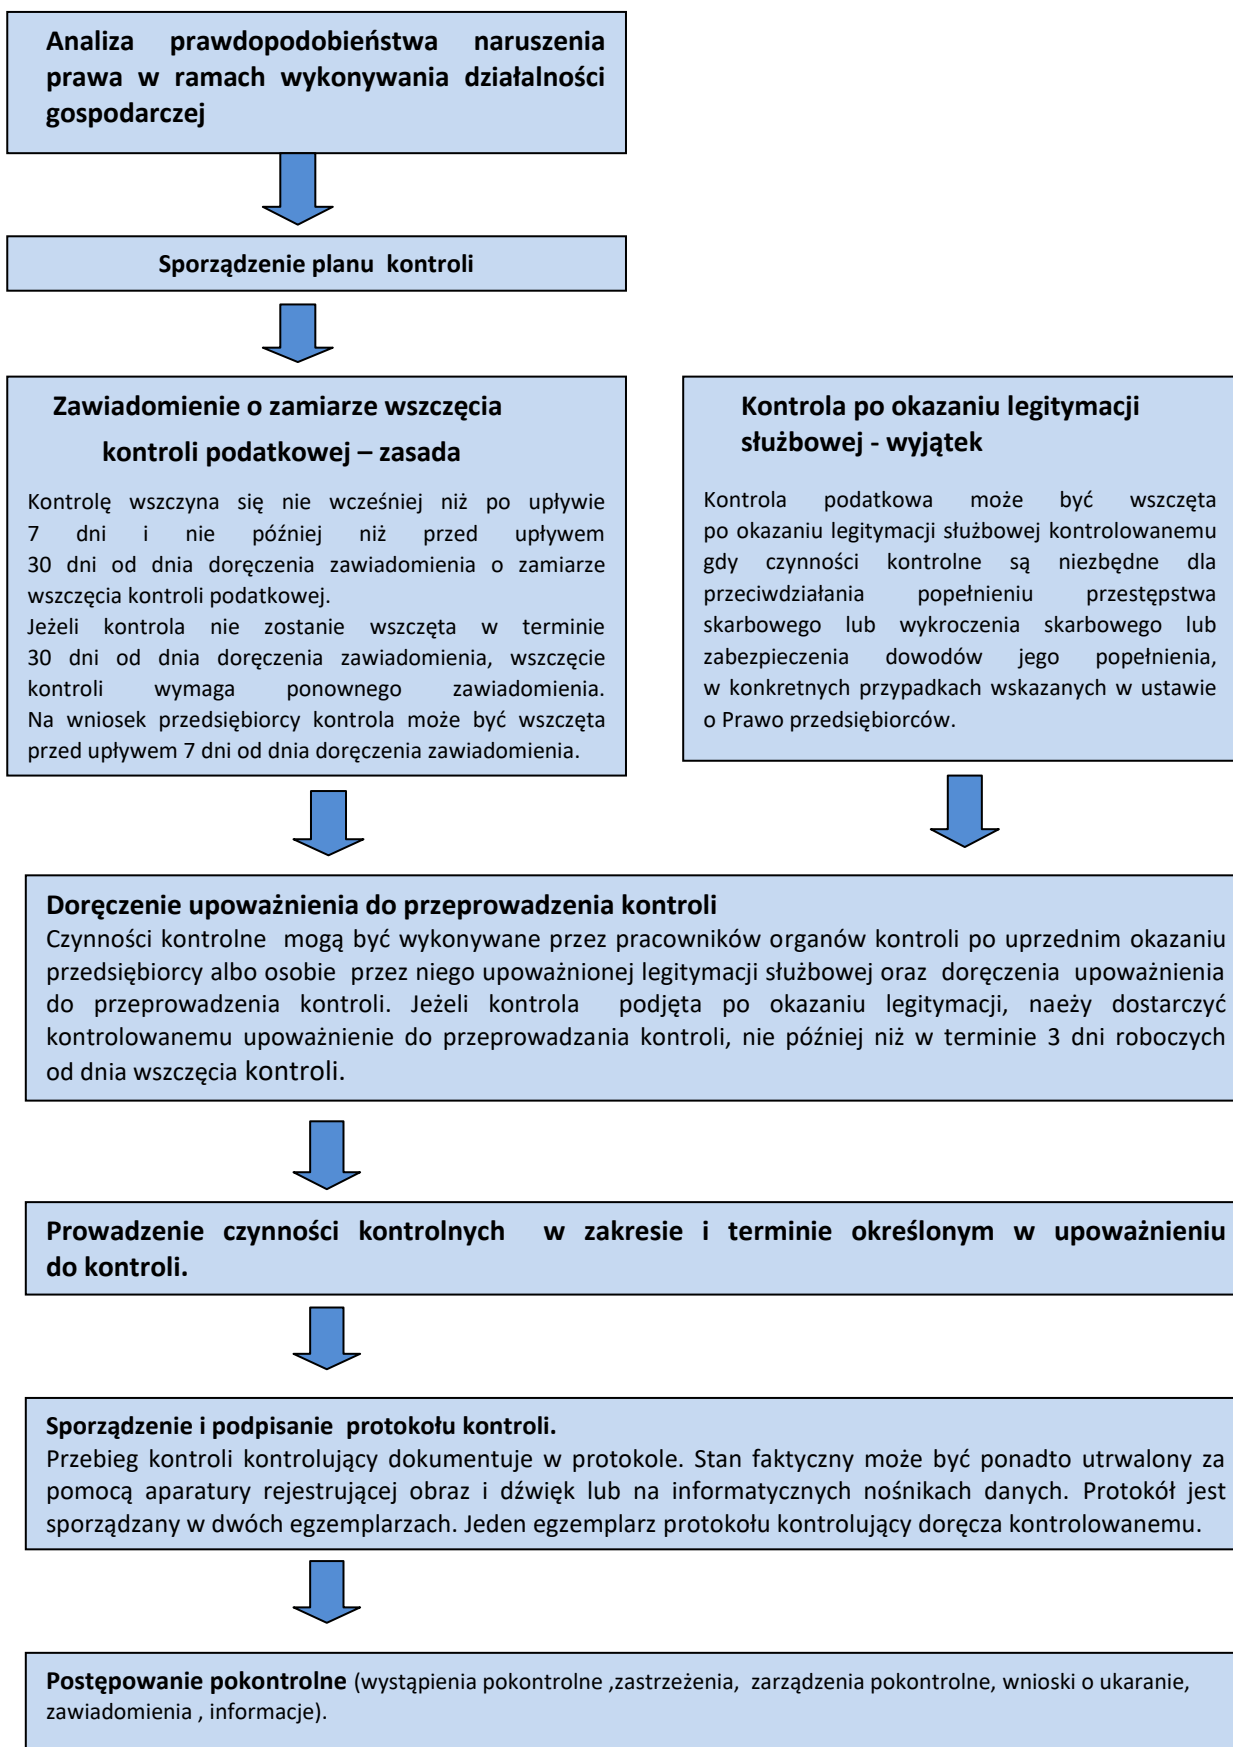 Analiza prawdopodobieństwa naruszenia
prawa w ramach wykonywania działalności
gospodarczej
Sporządzenie planu kontroli
Zawiadomienie o zamiarze wszczęcia
kontroli podatkowej – zasada
Kontrolę wszczyna się nie wcześniej niż po upływie
7 dni i nie później niż przed upływem
30 dni od dnia doręczenia zawiadomienia o zamiarze
wszczęcia kontroli podatkowej.
Jeżeli kontrola nie zostanie wszczęta w terminie
30 dni od dnia doręczenia zawiadomienia, wszczęcie
kontroli wymaga ponownego zawiadomienia.
Na wniosek przedsiębiorcy kontrola może być wszczęta
przed upływem 7 dni od dnia doręczenia zawiadomienia.
Kontrola po okazaniu legitymacji
służbowej - wyjątek
Kontrola podatkowa może być wszczęta
po okazaniu legitymacji służbowej kontrolowanemu
gdy czynności kontrolne są niezbędne dla
przeciwdziałania popełnieniu przestępstwa
skarbowego lub wykroczenia skarbowego lub
zabezpieczenia dowodów jego popełnienia,
w konkretnych przypadkach wskazanych w ustawie
o Prawo przedsiębiorców.
Doręczenie upoważnienia do przeprowadzenia kontroli
Czynności kontrolne mogą być wykonywane przez pracowników organów kontroli po uprzednim okazaniu
przedsiębiorcy albo osobie przez niego upoważnionej legitymacji służbowej oraz doręczenia upoważnienia
do przeprowadzenia kontroli. Jeżeli kontrola podjęta po okazaniu legitymacji, naeży dostarczyć
kontrolowanemu upoważnienie do przeprowadzania kontroli, nie później niż w terminie 3 dni roboczych
od dnia wszczęcia kontroli.
Prowadzenie czynności kontrolnych w zakresie i terminie określonym w upoważnieniu
do kontroli.
Sporządzenie i podpisanie protokołu kontroli.
Przebieg kontroli kontrolujący dokumentuje w protokole. Stan faktyczny może być ponadto utrwalony za
pomocą aparatury rejestrującej obraz i dźwięk lub na informatycznych nośnikach danych. Protokół jest
sporządzany w dwóch egzemplarzach. Jeden egzemplarz protokołu kontrolujący doręcza kontrolowanemu.
Postępowanie pokontrolne (wystąpienia pokontrolne ,zastrzeżenia, zarządzenia pokontrolne, wnioski o ukaranie,
zawiadomienia , informacje).